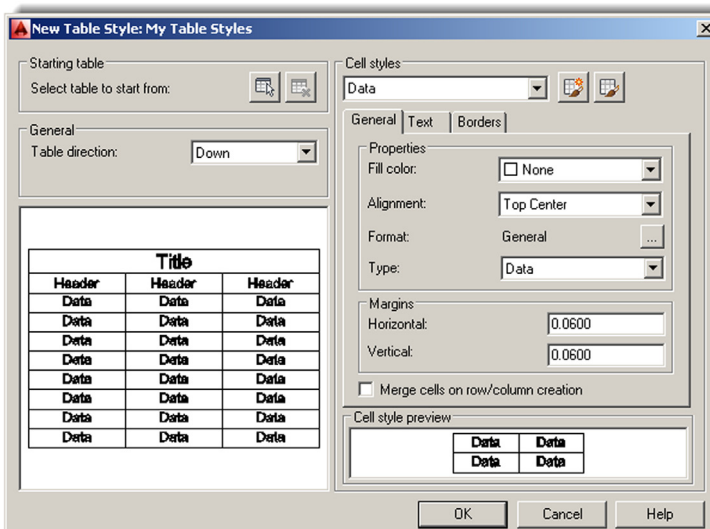 New Table Style: My Table Styles
Starting table
Select table to start from:
General
Table direction: Down
Title
Header Header Header
Data Data Data
Data Data Data
Data Data Data
Data Data Data
Data Data Data
Data Data Data
Data Data Data
Data Data Data
Cell styles
Data
General Text Borders
Properties
Fill color: None
Alignment: Top Center
Format: General ...
Type: Data
Margins
Horizontal: 0.0600
Vertical: 0.0600
Merge cells on row/column creation
Cell style preview
Data Data
Data Data
OK Cancel Help